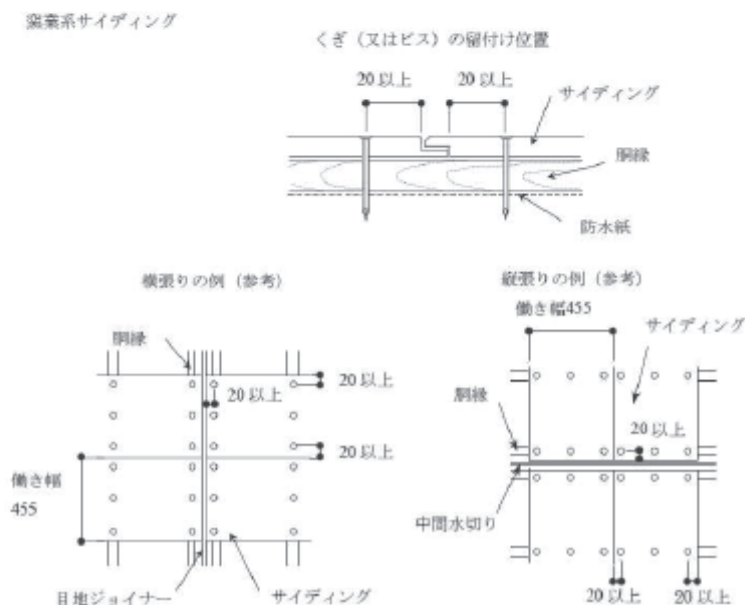 窯業系サイディング
くぎ（又はビス）の留付け位置
20以上
20以上
サイディング
胴縁
防水紙
横張りの例（参考）
胴縁
20以上
20以上
20以上
働き幅
455
目地ジョイナー
サイディング
縦張りの例（参考）
働き幅455
サイディング
胴縁
20以上
中間水切り
20以上
20以上